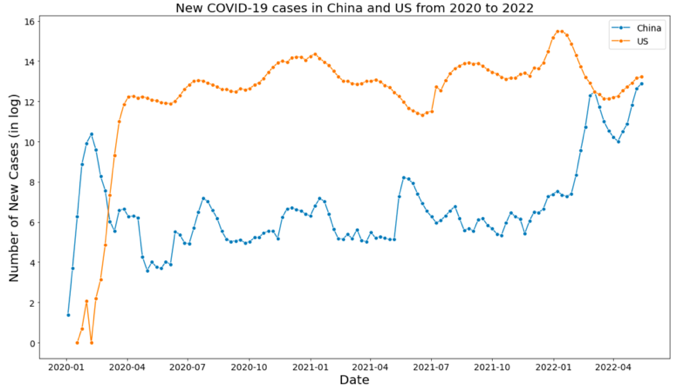 New COVID-19 cases in China and US from 2020 to 2022
China
US
Number of New Cases (in log)
16
14
12
10
8
6
4
2
0
2020-01 2020-04 2020-07 2020-10 2021-01 2021-04 2021-07 2021-10 2022-01 2022-04
Date